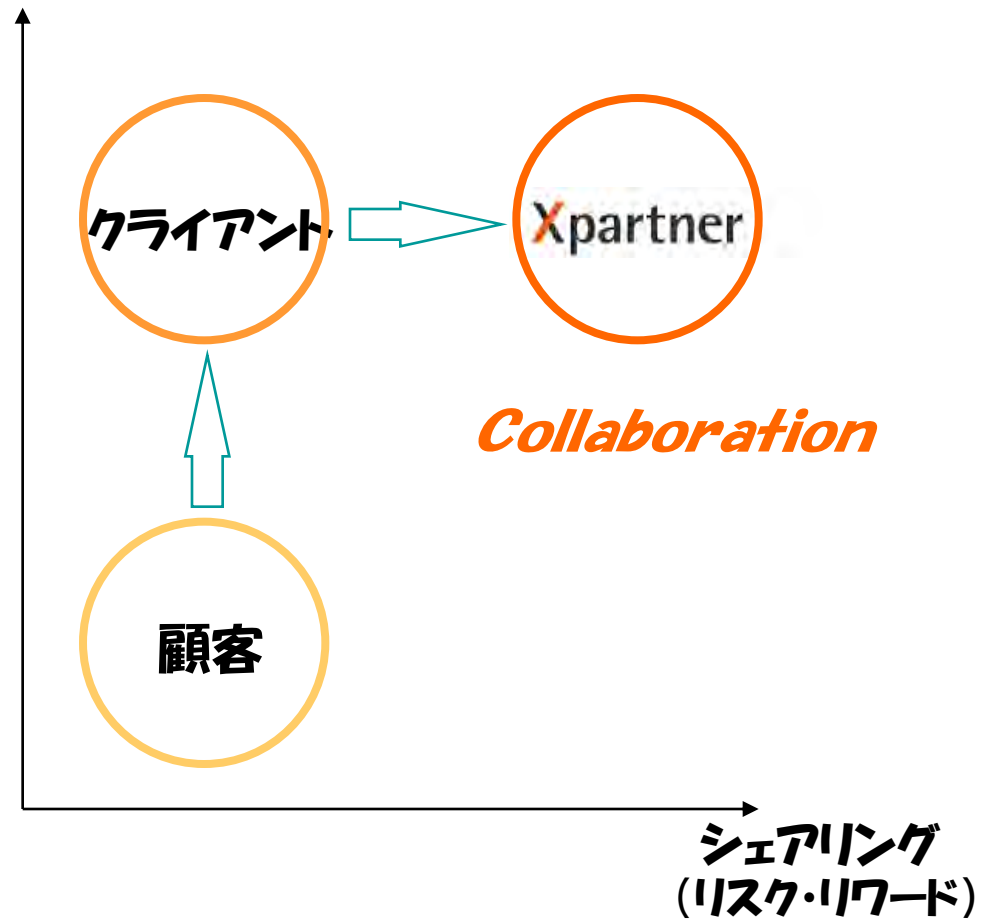 クライアント
Xpartner
Collaboration
顧客
シェアリング
(リスク・リワード)